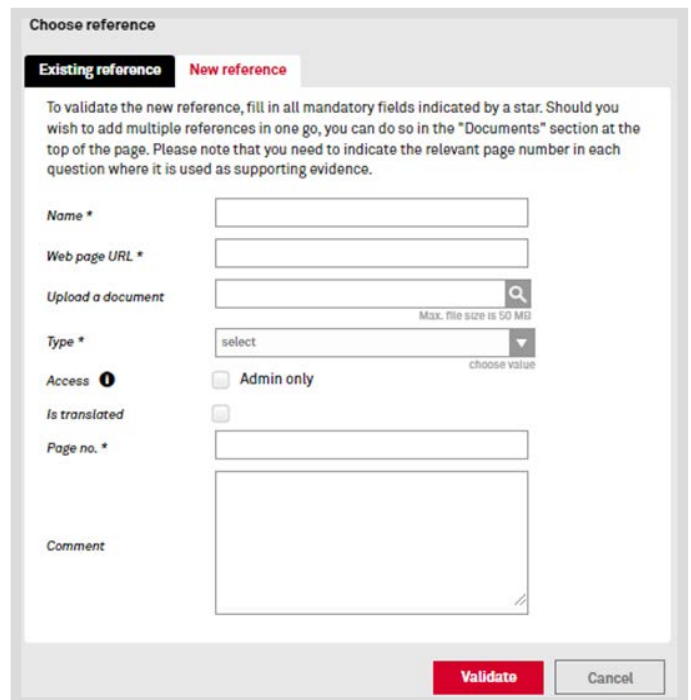 Choose reference
Existing reference New reference
To validate the new reference, fill in all mandatory fields indicated by a star. Should you
wish to add multiple references in one go, you can do so in the "Documents" section at the
top of the page. Please note that you need to indicate the relevant page number in each
question where it is used as supporting evidence.
Name *
Web page URL *
Upload a document
Max. file size is 50 MB
Type * select
choose value
Access Admin only
Is translated
Page no. *
Comment
Validate Cancel